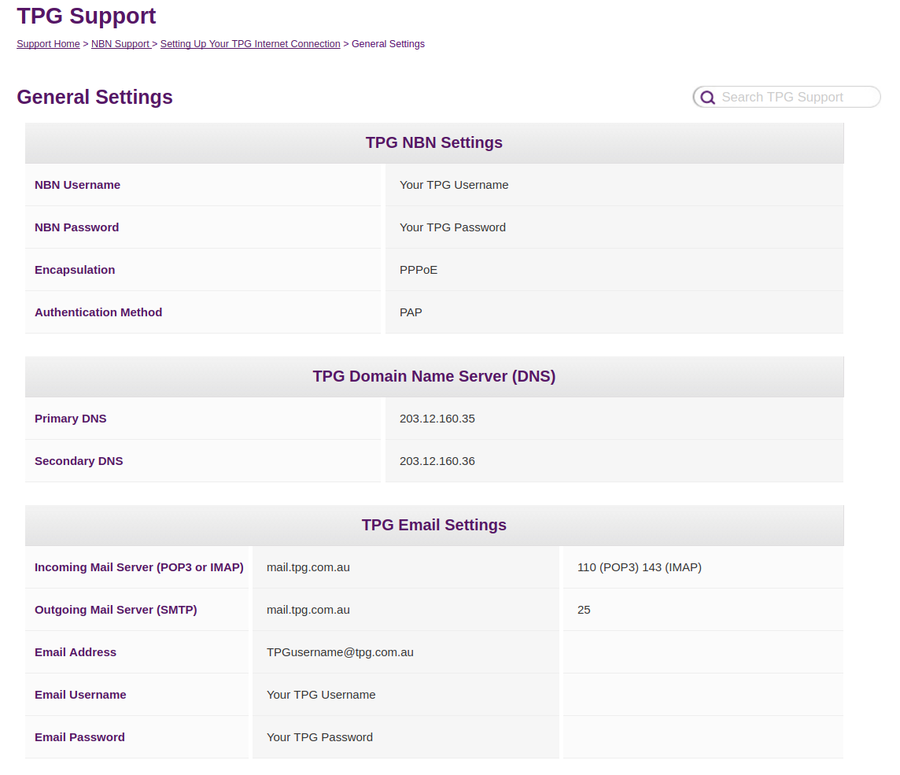 TPG Support
Support Home > NBN Support > Setting Up Your TPG Internet Connection > General Settings
General Settings
Search TPG Support
TPG NBN Settings
NBN Username Your TPG Username
NBN Password Your TPG Password
Encapsulation PPPoE
Authentication Method PAP
TPG Domain Name Server (DNS)
Primary DNS 203.12.160.35
Secondary DNS 203.12.160.36
TPG Email Settings
Incoming Mail Server (POP3 or IMAP) mail.tpg.com.au 110 (POP3) 143 (IMAP)
Outgoing Mail Server (SMTP) mail.tpg.com.au 25
Email Address TPGusername@tpg.com.au
Email Username Your TPG Username
Email Password Your TPG Password